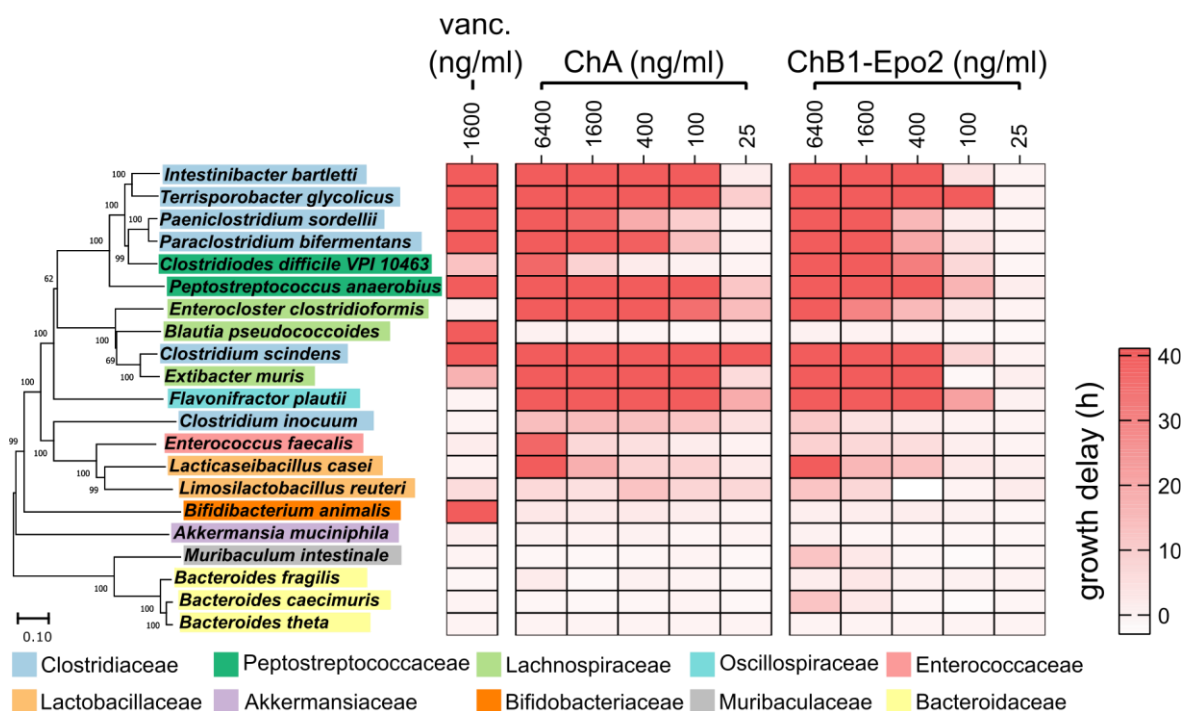 vanc.
(ng/ml) ChA (ng/ml) ChB1-Epo2 (ng/ml)
1600 6400 1600 400 100 25 6400 1600 400 100 25
Intestinibacter bartletti
Terrisporobacter glycolicus
Paeniclostridium sordellii
Paraclostridium bifermentans
Clostridiodes difficile VPI 10463
Peptostreptococcus anaerobius
Enterocloster clostridioformis
Blautia pseudococcoides
Clostridium scindens
Extibacter muris
Flavonifractor plautii
Clostridium inocuum
Enterococcus faecalis
Lacticaseibacillus casei
Limosilactobacillus reuteri
Bifidibacterium animalis
Akkermansia muciniphila
Muribaculum intestinale
Bacteroides fragilis
Bacteroides caecimuris
Bacteroides theta
100
100
100
99
62
100
100
69
100
100
99
100
100
99
100
100
100
0.10
growth delay (h)
40
30
20
10
0
Clostridiaceae Peptostreptococcaceae Lachnospiraceae Oscillospiraceae Enterococcaceae
Lactobacillaceae Akkermansiaceae Bifidobacteriaceae Muribaculaceae Bacteroidaceae